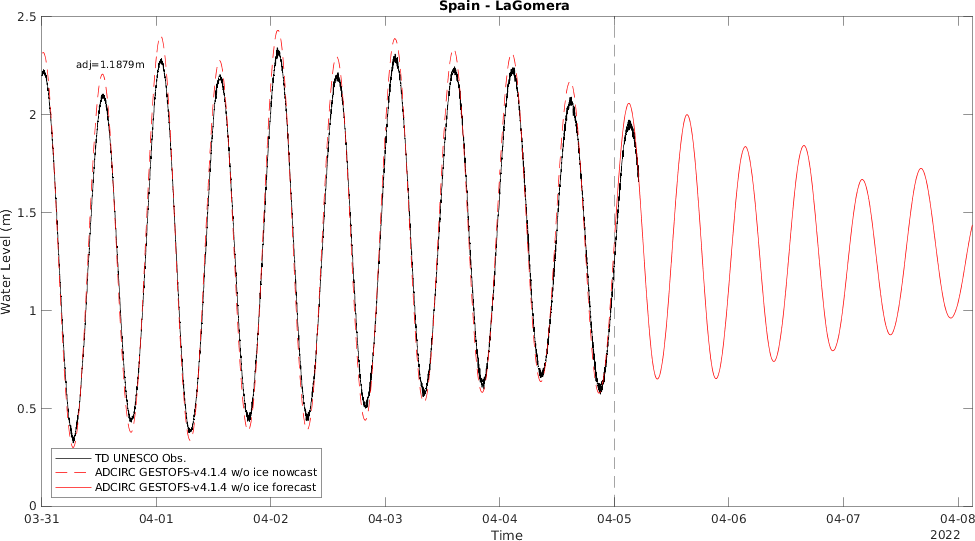 Spain - LaGomera
2.5
adj=1.1879m
2
1.5
1
0.5
0
Water Level (m)
TD UNESCO Obs.
ADCIRC GESTOFS-v4.1.4 w/o ice nowcast
ADCIRC GESTOFS-v4.1.4 w/o ice forecast
03-31 04-01 04-02 04-03 04-04 04-05 04-06 04-07 04-08
Time
2022